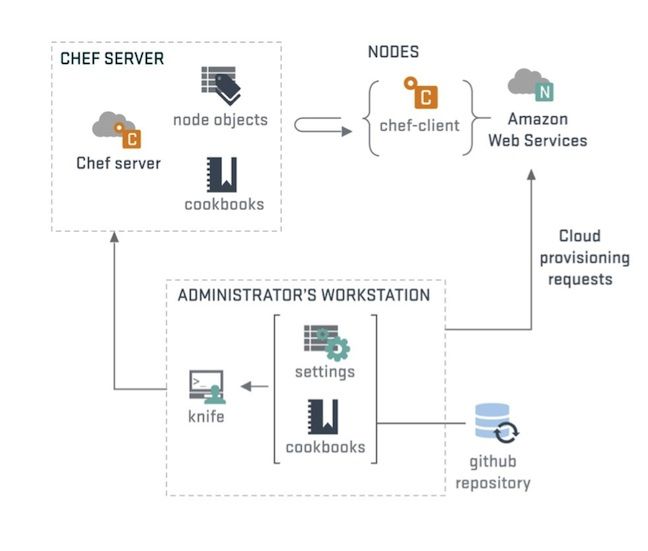 CHEF SERVER
node objects
C
Chef server
cookbooks
NODES
C
chef-client
N
Amazon
Web Services
Cloud
provisioning
requests
ADMINISTRATOR'S WORKSTATION
settings
>_
knife
cookbooks
github
repository